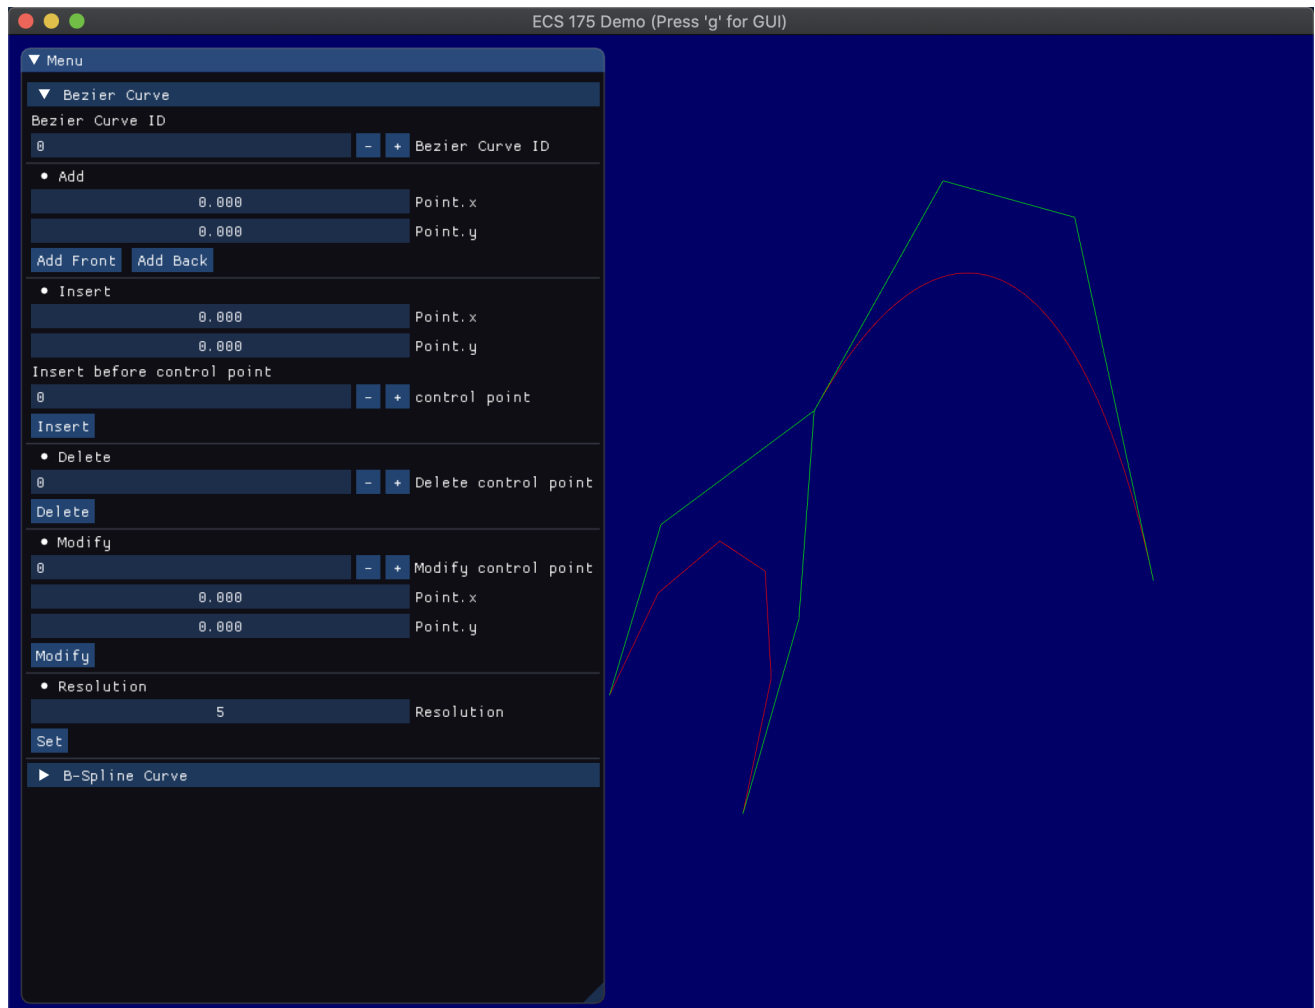 ECS 175 Demo (Press 'g' for GUI)
Menu
Bezier Curve
Bezier Curve ID
0 - + Bezier Curve ID
Add
0.000 Point.x
0.000 Point.y
Add Front Add Back
Insert
0.000 Point.x
0.000 Point.y
Insert before control point
0 - + control point
Insert
Delete
0 - + Delete control point
Delete
Modify
0 - + Modify control point
0.000 Point.x
0.000 Point.y
Modify
Resolution
5 Resolution
Set
B-Spline Curve